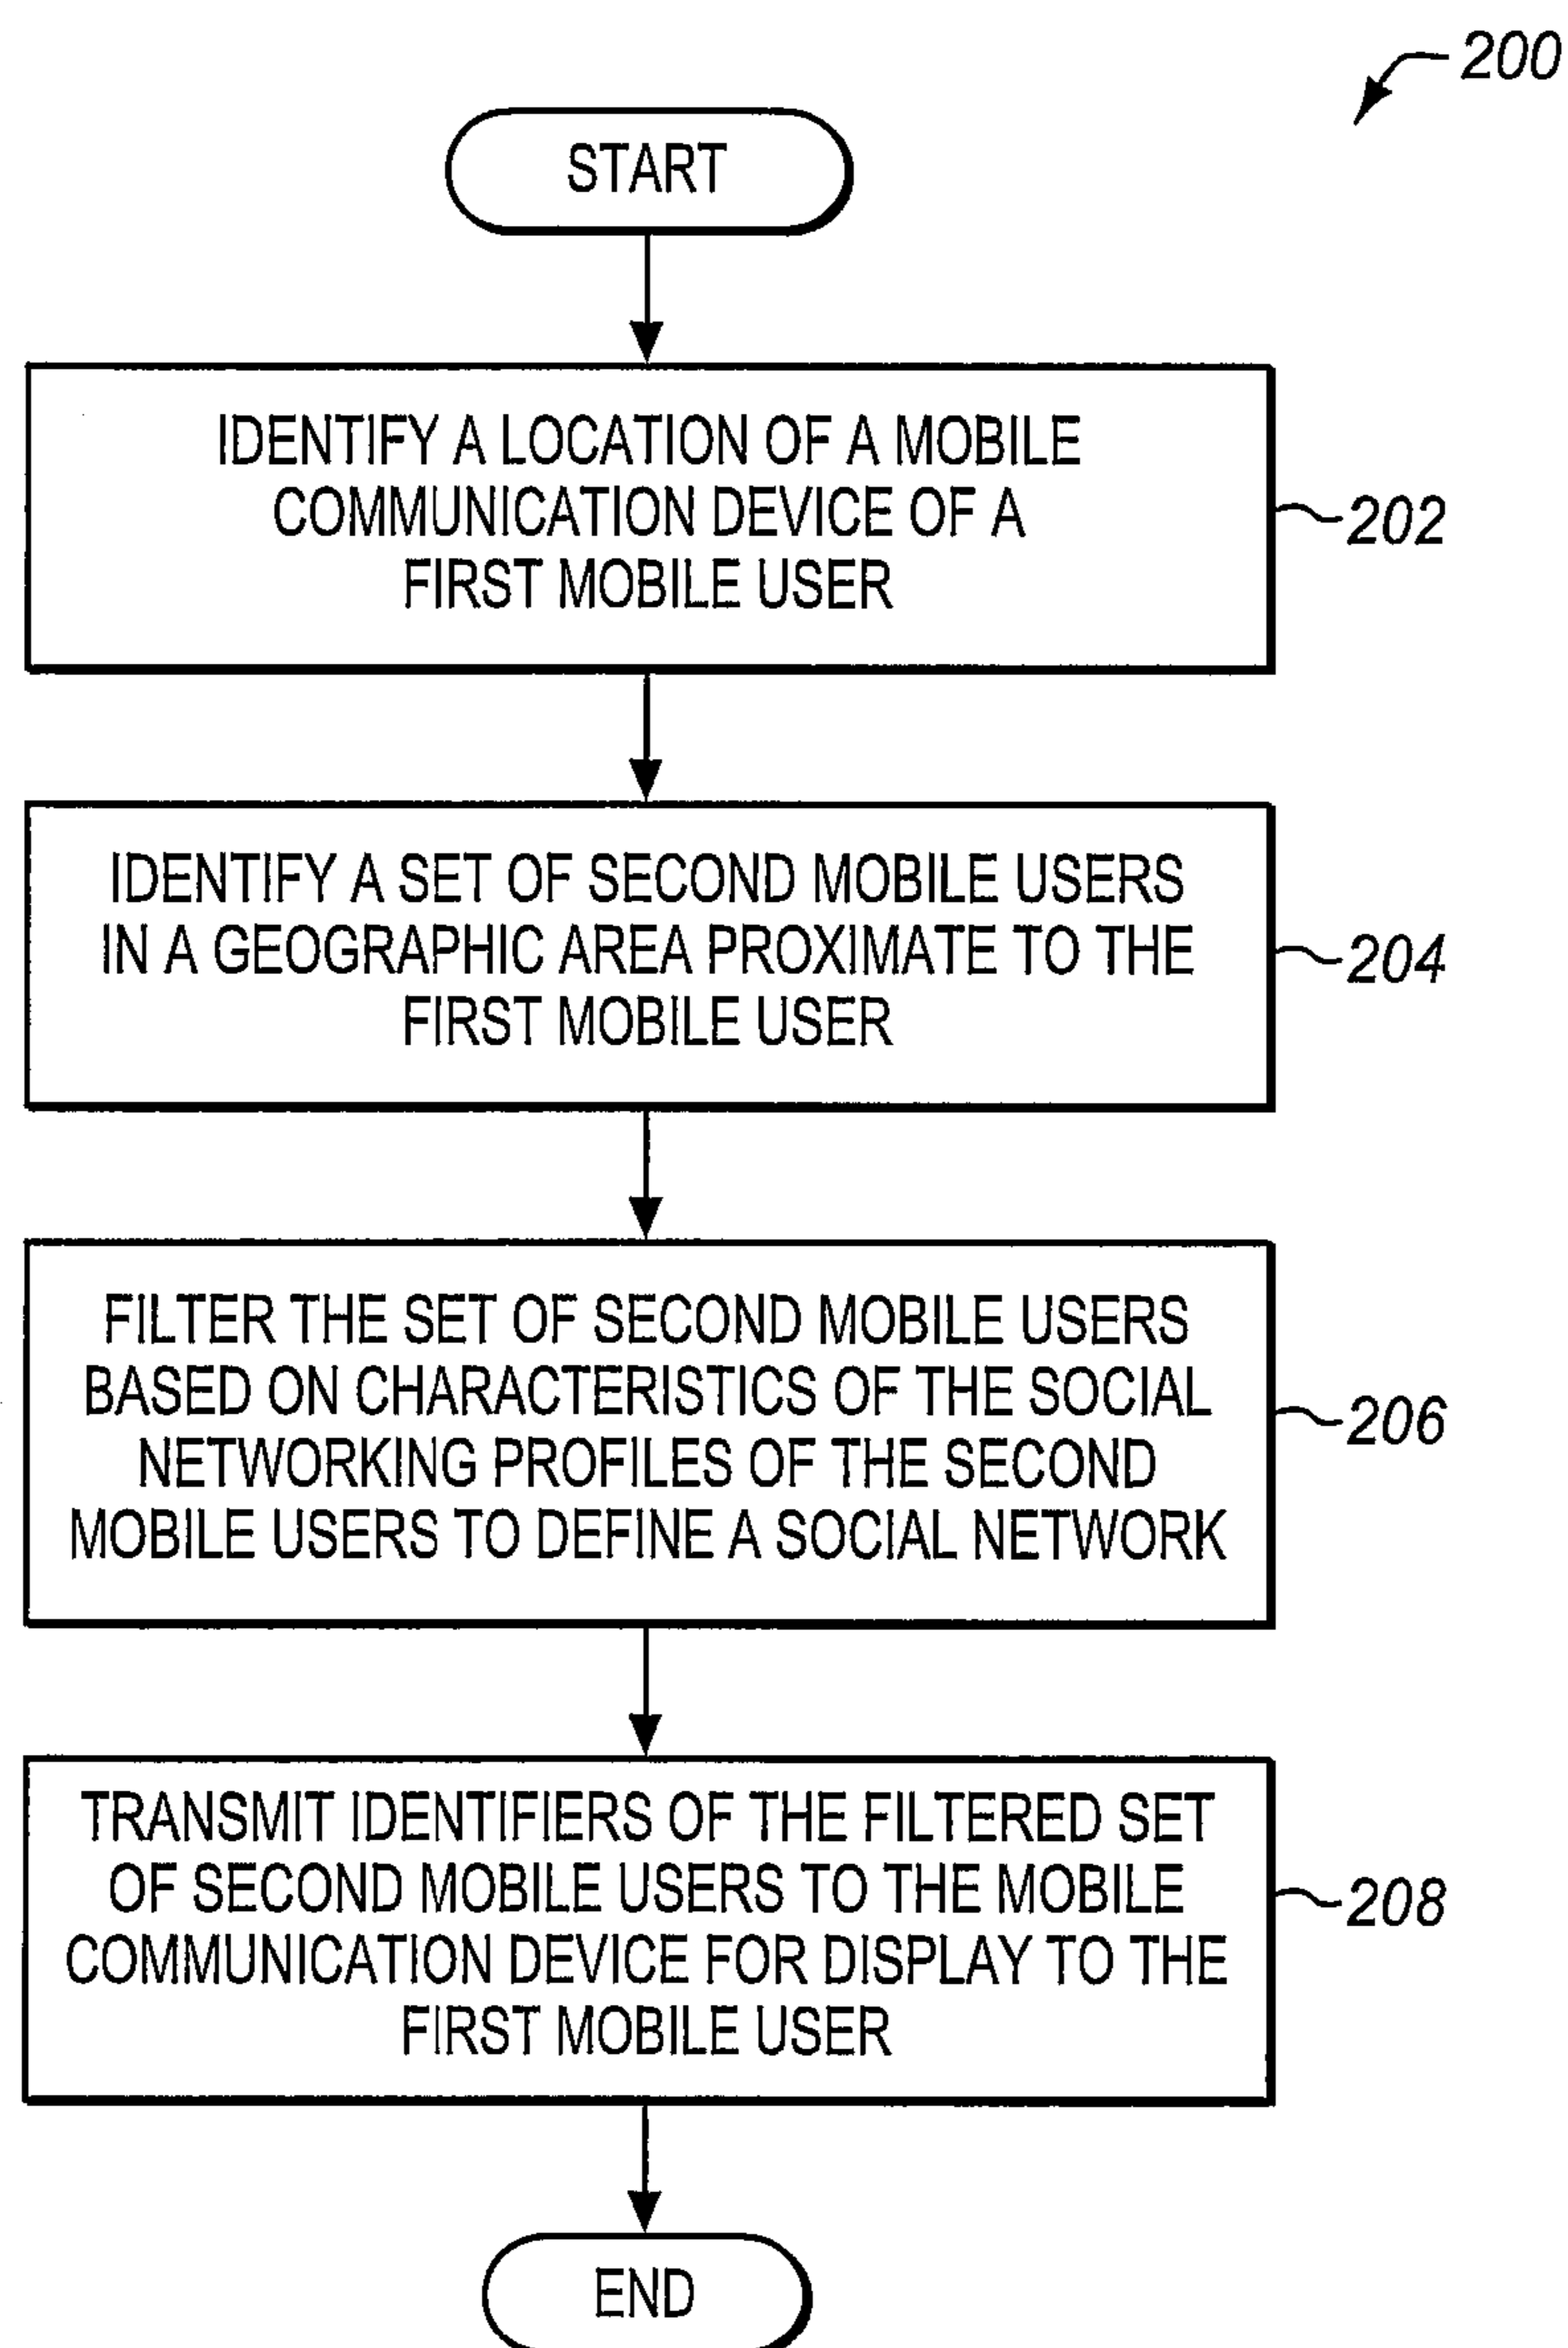 200
START
IDENTIFY A LOCATION OF A MOBILE
COMMUNICATION DEVICE OF A
FIRST MOBILE USER
202
IDENTIFY A SET OF SECOND MOBILE USERS
IN A GEOGRAPHIC AREA PROXIMATE TO THE
FIRST MOBILE USER
204
FILTER THE SET OF SECOND MOBILE USERS
BASED ON CHARACTERISTICS OF THE SOCIAL
NETWORKING PROFILES OF THE SECOND
MOBILE USERS TO DEFINE A SOCIAL NETWORK
206
TRANSMIT IDENTIFIERS OF THE FILTERED SET
OF SECOND MOBILE USERS TO THE MOBILE
COMMUNICATION DEVICE FOR DISPLAY TO THE
FIRST MOBILE USER
208
END